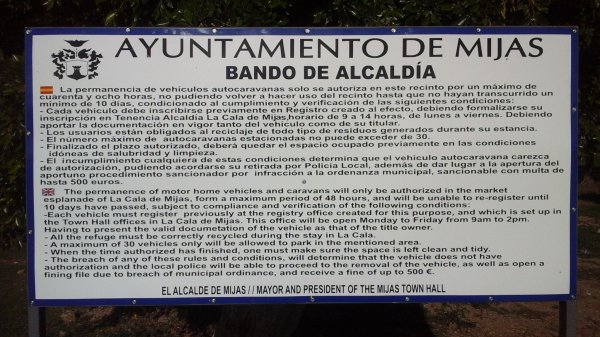 AYUNTAMIENTO DE MIJAS
BANDO DE ALCALDÍA
La permanencia de vehículos autocaravanas solo se autoriza en este recinto por un máximo de
cuarenta y ocho horas, no pudiendo volver a hacer uso del recinto hasta que no hayan transcurrido un
mínimo de 10 días, condicionado al cumplimiento y verificación de las siguientes condiciones:
- Cada vehículo debe inscribirse previamente en Registro creado al efecto, debiendo formalizarse su
inscripción en Tenencia Alcaldía La Cala de Mijas,horario de 9 a 14 horas, de lunes a viernes. Debiendo
aportar la documentación en vigor tanto del vehículo como de su titular.
- Los usuarios están obligados al reciclaje de todo tipo de residuos generados durante su estancia.
- El número máximo de autocaravanas estacionadas no puede exceder de 30.
- Finalizado el plazo autorizado, deberá quedar el espacio ocupado previamente en las condiciones
idóneas de salubridad y limpieza.
- El incumplimiento cualquiera de estas condiciones determina que el vehículo autocaravana carezca
de autorización, pudiendo acordarse su retirada por Policía Local, además de dar lugar a la apertura del
oportuno procedimiento sancionador por infracción a la ordenanza municipal, sancionable con multa de
hasta 500 euros.
The permanence of motor home vehicles and caravans will only be authorized in the market
esplanade of La Cala de Mijas, form a maximum period of 48 hours, and will be unable to re-register until
10 days have passed, subject to compliance and verification of the following conditions:
-Each vehicle must register previously at the registry office created for this purpose, and which is set up in
the Town Hall offices in La Cala de Mijas. This office will be open Monday to Friday from 9am to 2pm.
Having to present the valid documetation of the vehicle as that of the title owner.
- All the refuge must be correctly recycled during the stay in La Cala.
- A maximum of 30 vehicles only will be allowed to park in the mentioned area.
- When the time authorized has finished, one must make sure the space is left clean and tidy.
- The breach of any of these rules and conditions, will determine that the vehicle does not have
authorization and the local police will be able to proceed to the removal of the vehicle, as well as open a
fining file due to breach of municipal ordinance, and receive a fine of up to 500 €.
EL ALCALDE DE MIJAS / / MAYOR AND PRESIDENT OF THE MIJAS TOWN HALL